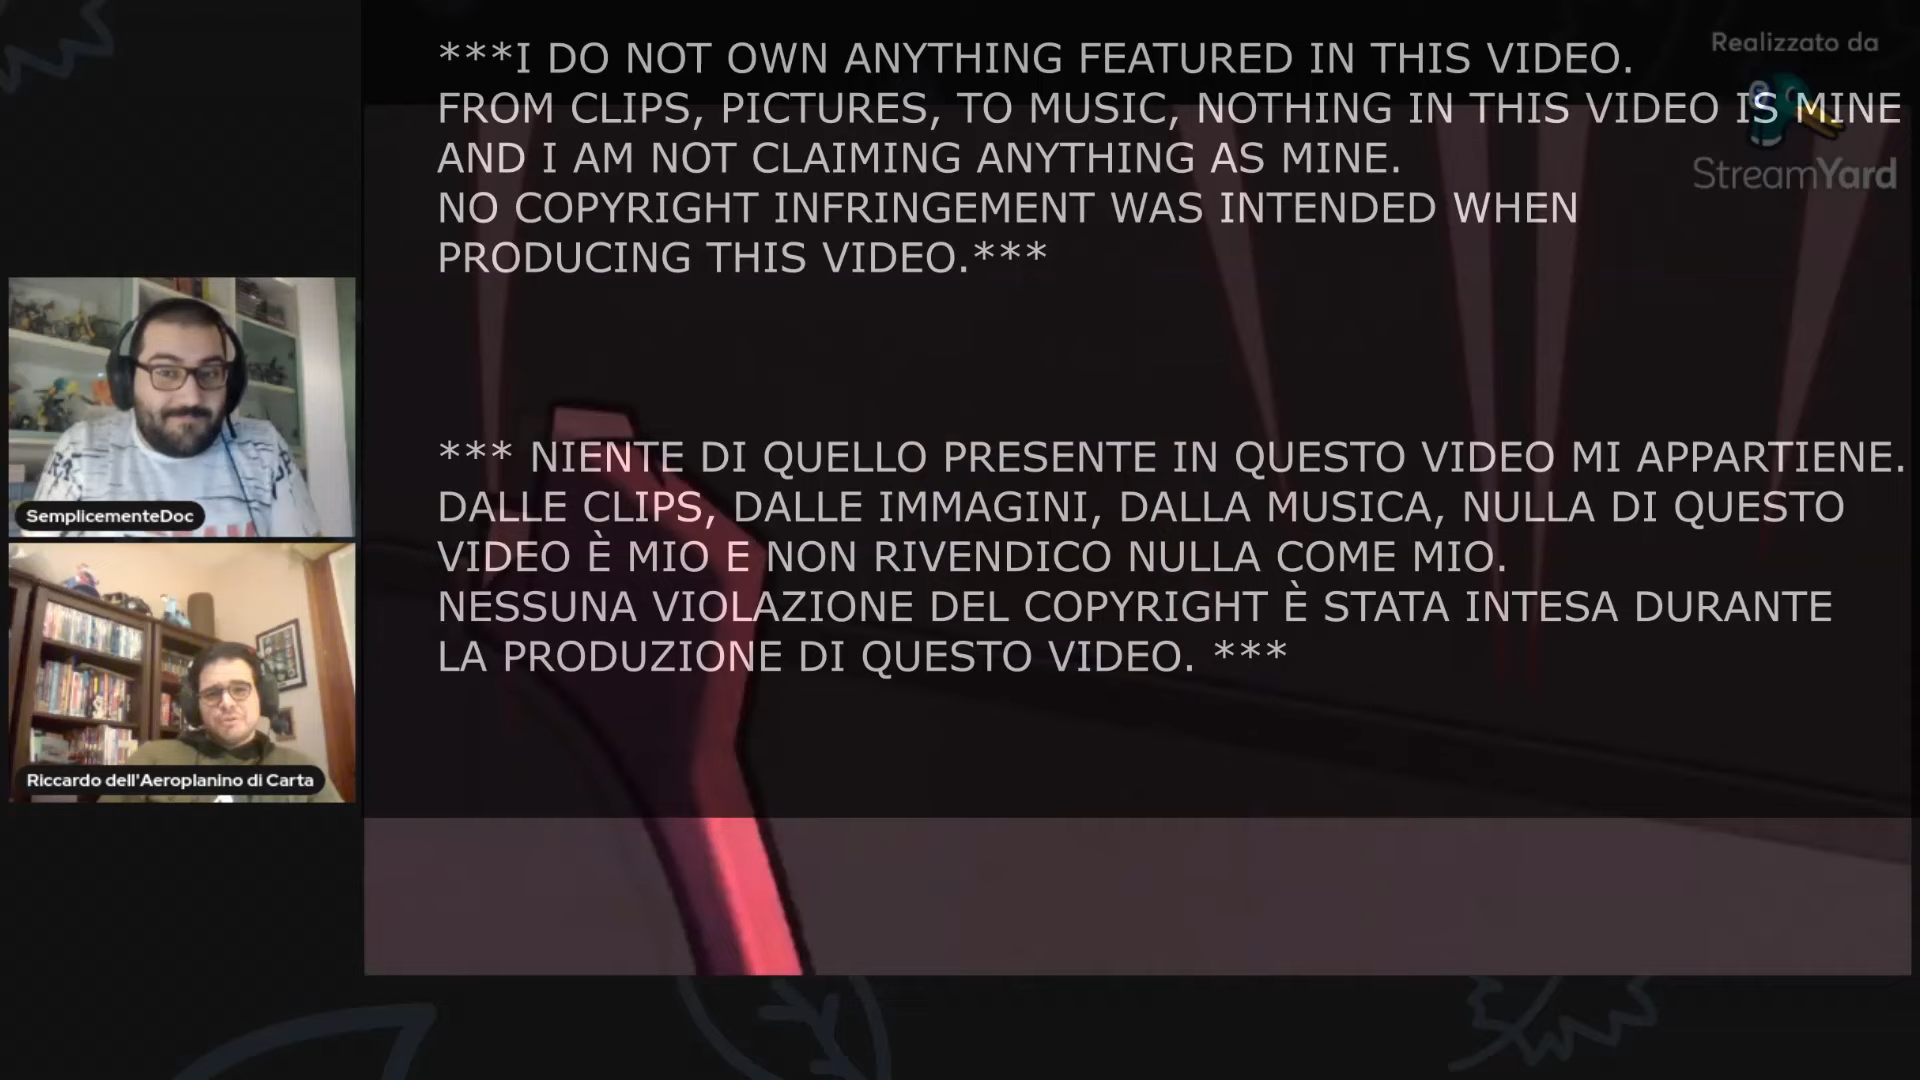 ***I DO NOT OWN ANYTHING FEATURED IN THIS VIDEO.
FROM CLIPS, PICTURES, TO MUSIC, NOTHING IN THIS VIDEO IS MINE
AND I AM NOT CLAIMING ANYTHING AS MINE.
NO COPYRIGHT INFRINGEMENT WAS INTENDED WHEN
PRODUCING THIS VIDEO.***
Realizzato da
StreamYard
*** NIENTE DI QUELLO PRESENTE IN QUESTO VIDEO MI APPARTIENE.
DALLE CLIPS, DALLE IMMAGINI, DALLA MUSICA, NULLA DI QUESTO
VIDEO È MIO E NON RIVENDICO NULLA COME MIO.
NESSUNA VIOLAZIONE DEL COPYRIGHT È STATA INTESA DURANTE
LA PRODUZIONE DI QUESTO VIDEO. ***
SemplicementeDoc
Riccardo dell'Aeroplanino di Carta